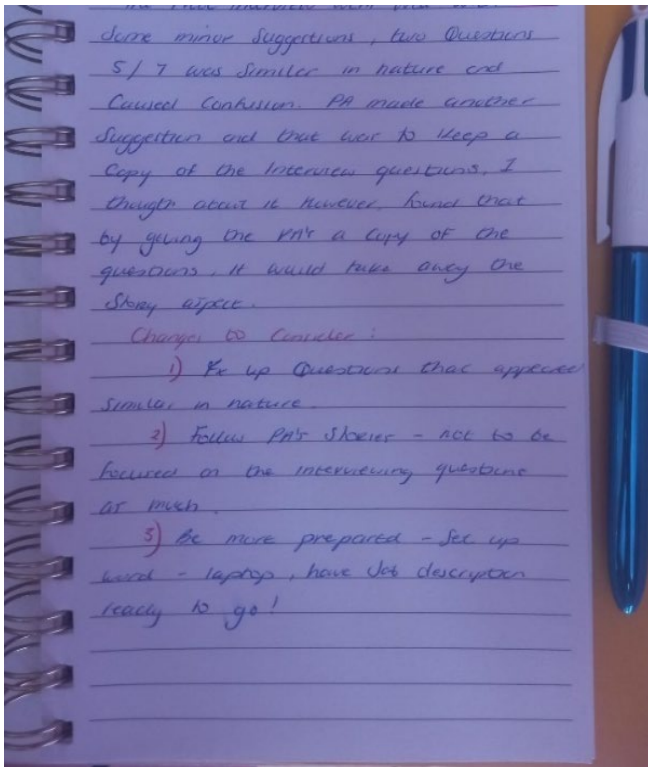 Some minor Suggestions, two Questions
5/7 was Similar in nature and
Caused Confusion. PA made another
Suggestion and that was to keep a
Copy of the Interview questions. I
thought about it However, found that
by giving the PA's a Copy of the
questions, it would take away the
Story aspect.
Changes to Consider:
1) Fix up Questions that appeared
Similar in nature.
2) Follow PA's Stories - not to be
focused on the interviewing questions
as much.
3) Be more prepared - Set up
word - laptop, have Job description
ready to go!